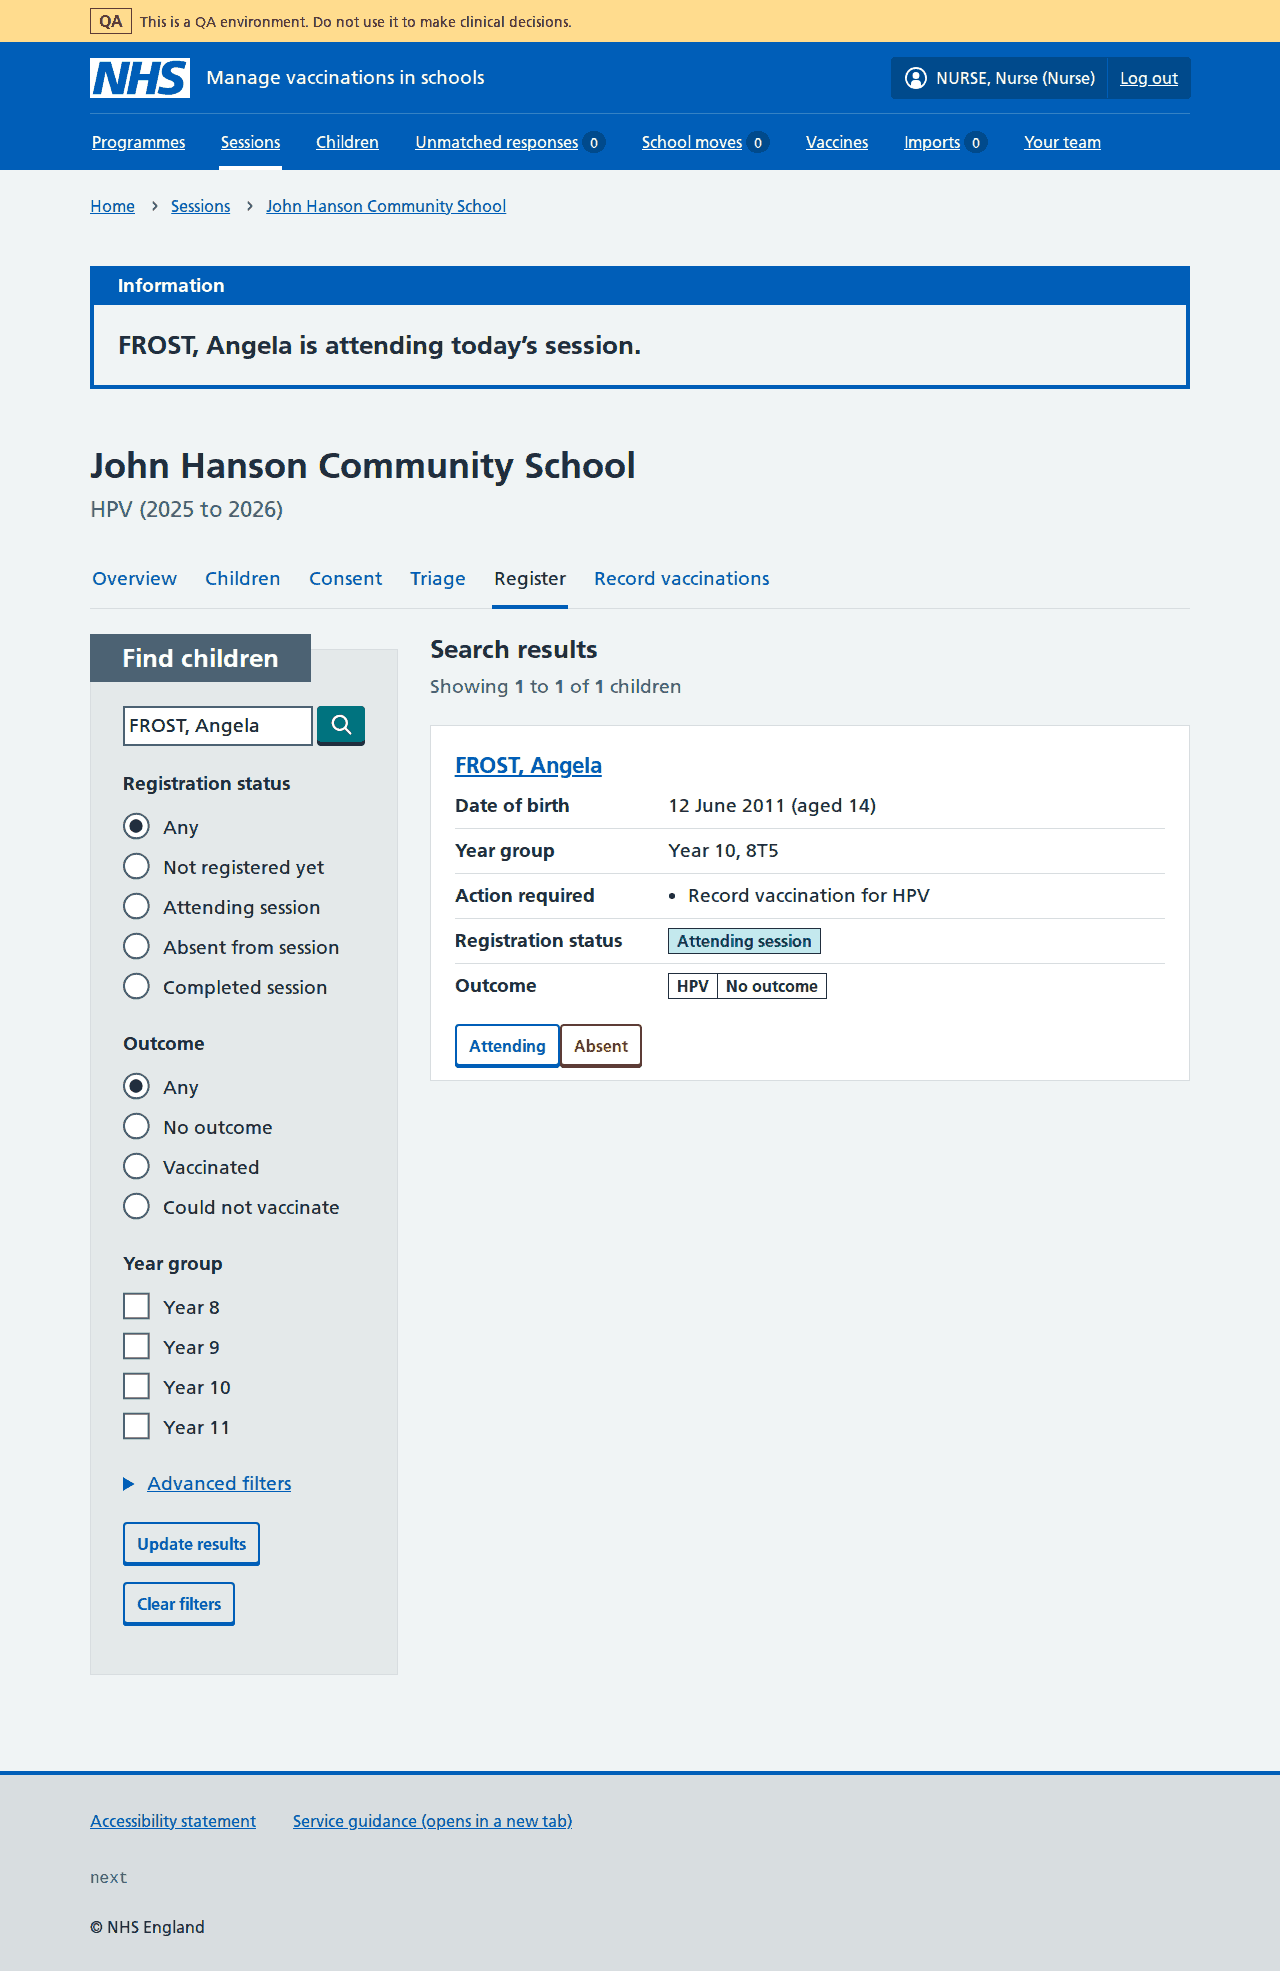 QA This is a QA environment. Do not use it to make clinical decisions.
NHS Manage vaccinations in schools NURSE, Nurse (Nurse) Log out
Programmes Sessions Children Unmatched responses 0 School moves 0 Vaccines Imports 0 Your team
Home Sessions John Hanson Community School
Information
FROST, Angela is attending today’s session.
John Hanson Community School
HPV (2025 to 2026)
Overview Children Consent Triage Register Record vaccinations
Find children
FROST, Angela
Registration status
Any
Not registered yet
Attending session
Absent from session
Completed session
Outcome
Any
No outcome
Vaccinated
Could not vaccinate
Year group
Year 8
Year 9
Year 10
Year 11
Advanced filters
Update results
Clear filters
Search results
Showing 1 to 1 of 1 children
FROST, Angela
Date of birth 12 June 2011 (aged 14)
Year group Year 10, 8T5
Action required • Record vaccination for HPV
Registration status Attending session
Outcome HPV No outcome
Attending Absent
Accessibility statement Service guidance (opens in a new tab)
next
© NHS England